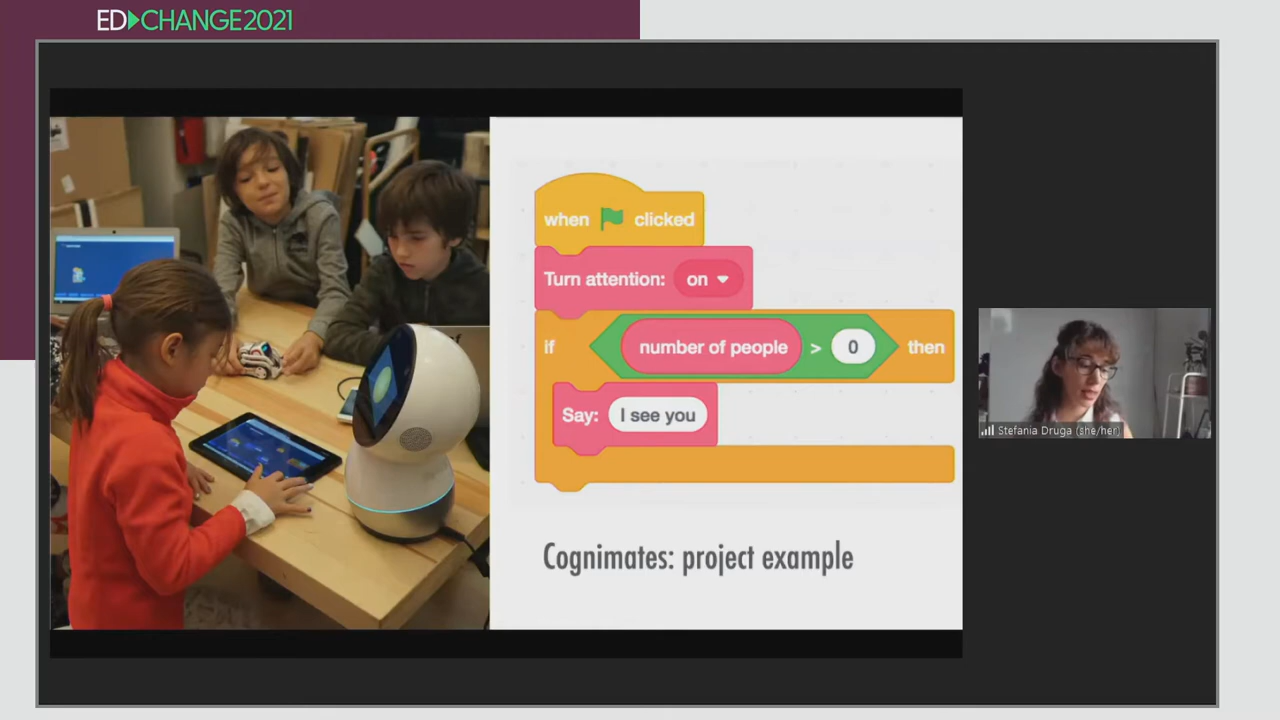 ED CHANGE2021
when clicked
Turn attention: on
if number of people > 0 then
Say: I see you
Cognimates: project example
Stefania Druga (she/her)